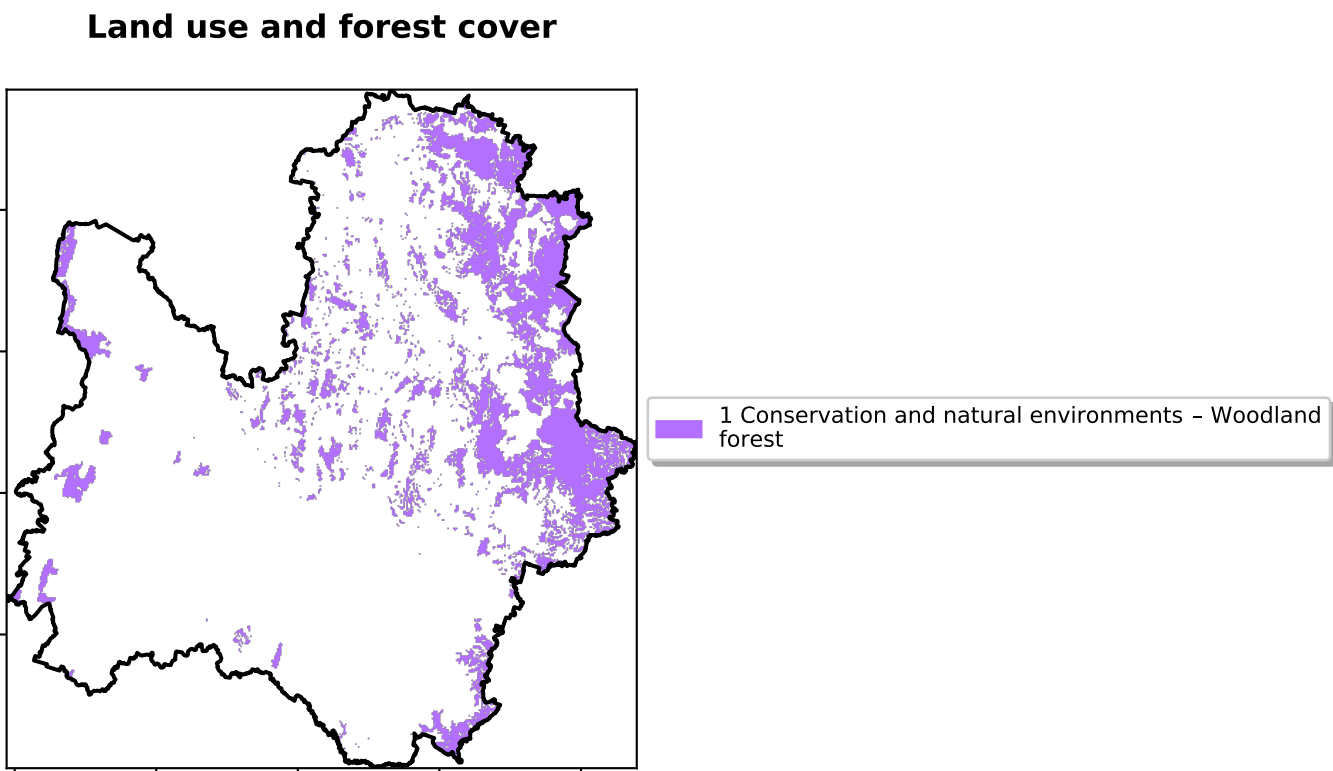 Land use and forest cover
1 Conservation and natural environments – Woodland
forest